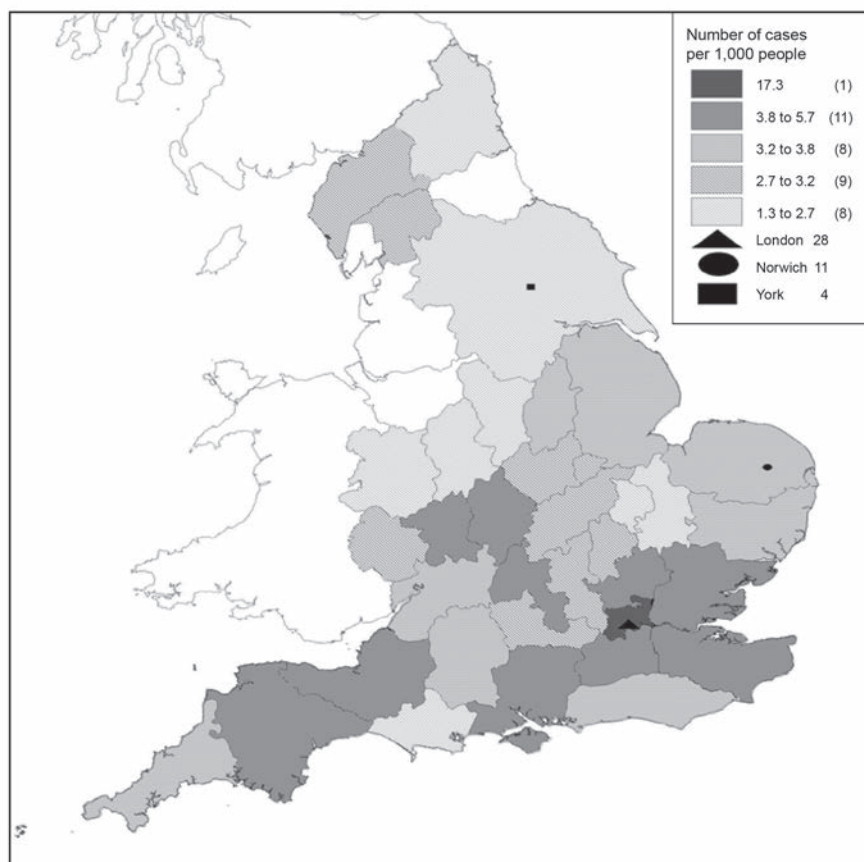 Number of cases
per 1,000 people
17.3 (1)
3.8 to 5.7 (11)
3.2 to 3.8 (8)
2.7 to 3.2 (9)
1.3 to 2.7 (8)
London 28
Norwich 11
York 4